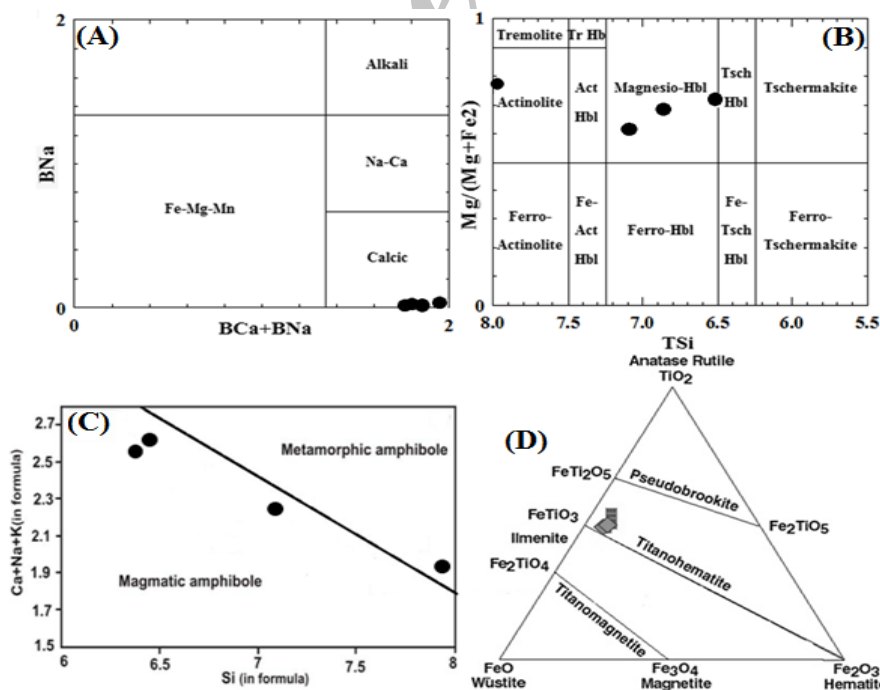 (A)
2
BNa
0
Alkali
Na-Ca
Fe-Mg-Mn
Calcic
0
BCa+BNa
2
(B)
1
Mg/(Mg+Fe2)
0
Tremolite
Tr Hb
Actinolite
Act
Hbl
Magnesio-Hbl
Tsch
Hbl
Tschermakite
Ferro-
Actinolite
Fe-
Act
Hbl
Ferro-Hbl
Fe-
Tsch
Hbl
Ferro-
Tschermakite
8.0
7.5
7.0
6.5
6.0
5.5
TSi
(C)
Ca+Na+K(in formula)
2.7
2.5
2.3
2.1
1.9
1.7
1.5
Metamorphic amphibole
Magmatic amphibole
6
6.5
7
7.5
8
Si (in formula)
(D)
Anatase Rutile
TiO2
FeTi2O5
Pseudobrookite
FeTiO3
Ilmenite
Fe2TiO5
Titanohematite
Fe2TiO4
Titanomagnetite
FeO
Wüstite
Fe3O4
Magnetite
Fe2O3
Hematite